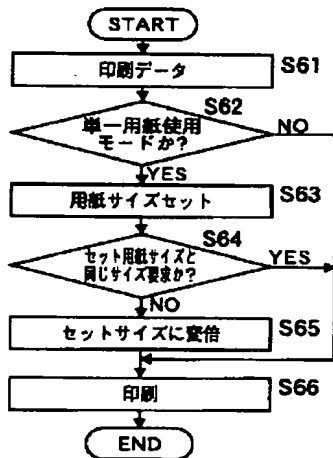 START
印刷データ
S61
単一用紙使用
モードか?
S62
NO
YES
用紙サイズセット
S63
セット用紙サイズと
同じサイズ要求か?
S64
YES
NO
セットサイズに変倍
S65
印刷
S66
END